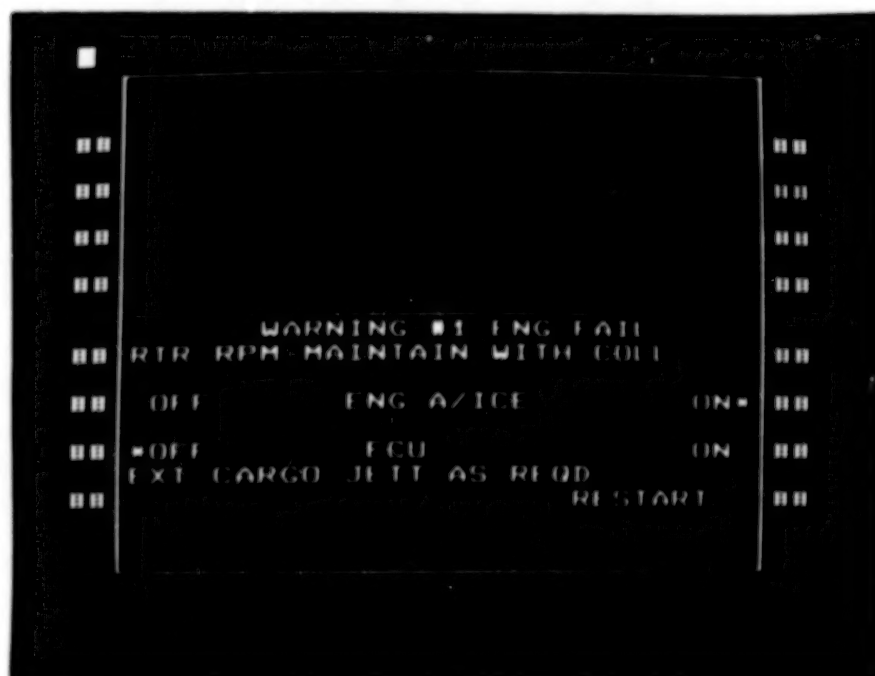 WARNING #1 ENG FAIL
RTR RPM-MAINTAIN WITH COLL
OFF ENG A/ICE ON*
*OFF ECU ON
EXT CARGO JETT AS REQD
RESTART